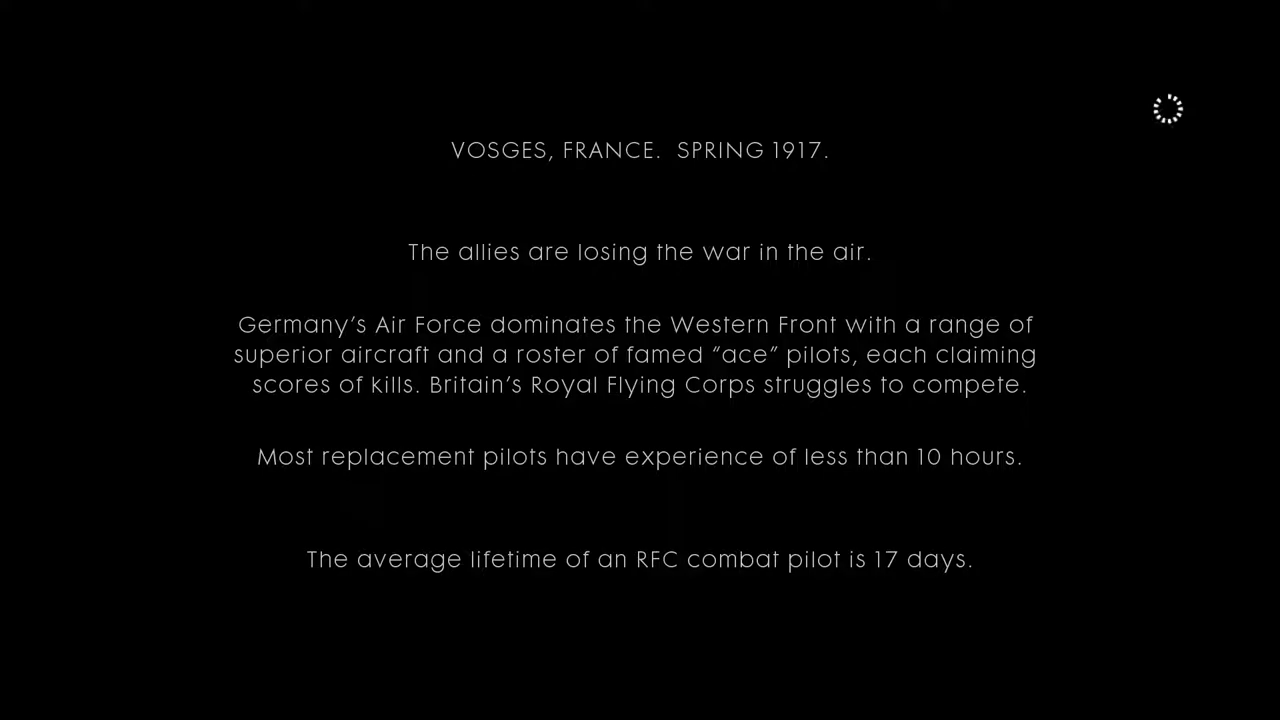 VOSGES, FRANCE. SPRING 1917.
The allies are losing the war in the air.
Germany's Air Force dominates the Western Front with a range of
superior aircraft and a roster of famed “ace” pilots, each claiming
scores of kills. Britain's Royal Flying Corps struggles to compete.
Most replacement pilots have experience of less than 10 hours.
The average lifetime of an RFC combat pilot is 17 days.